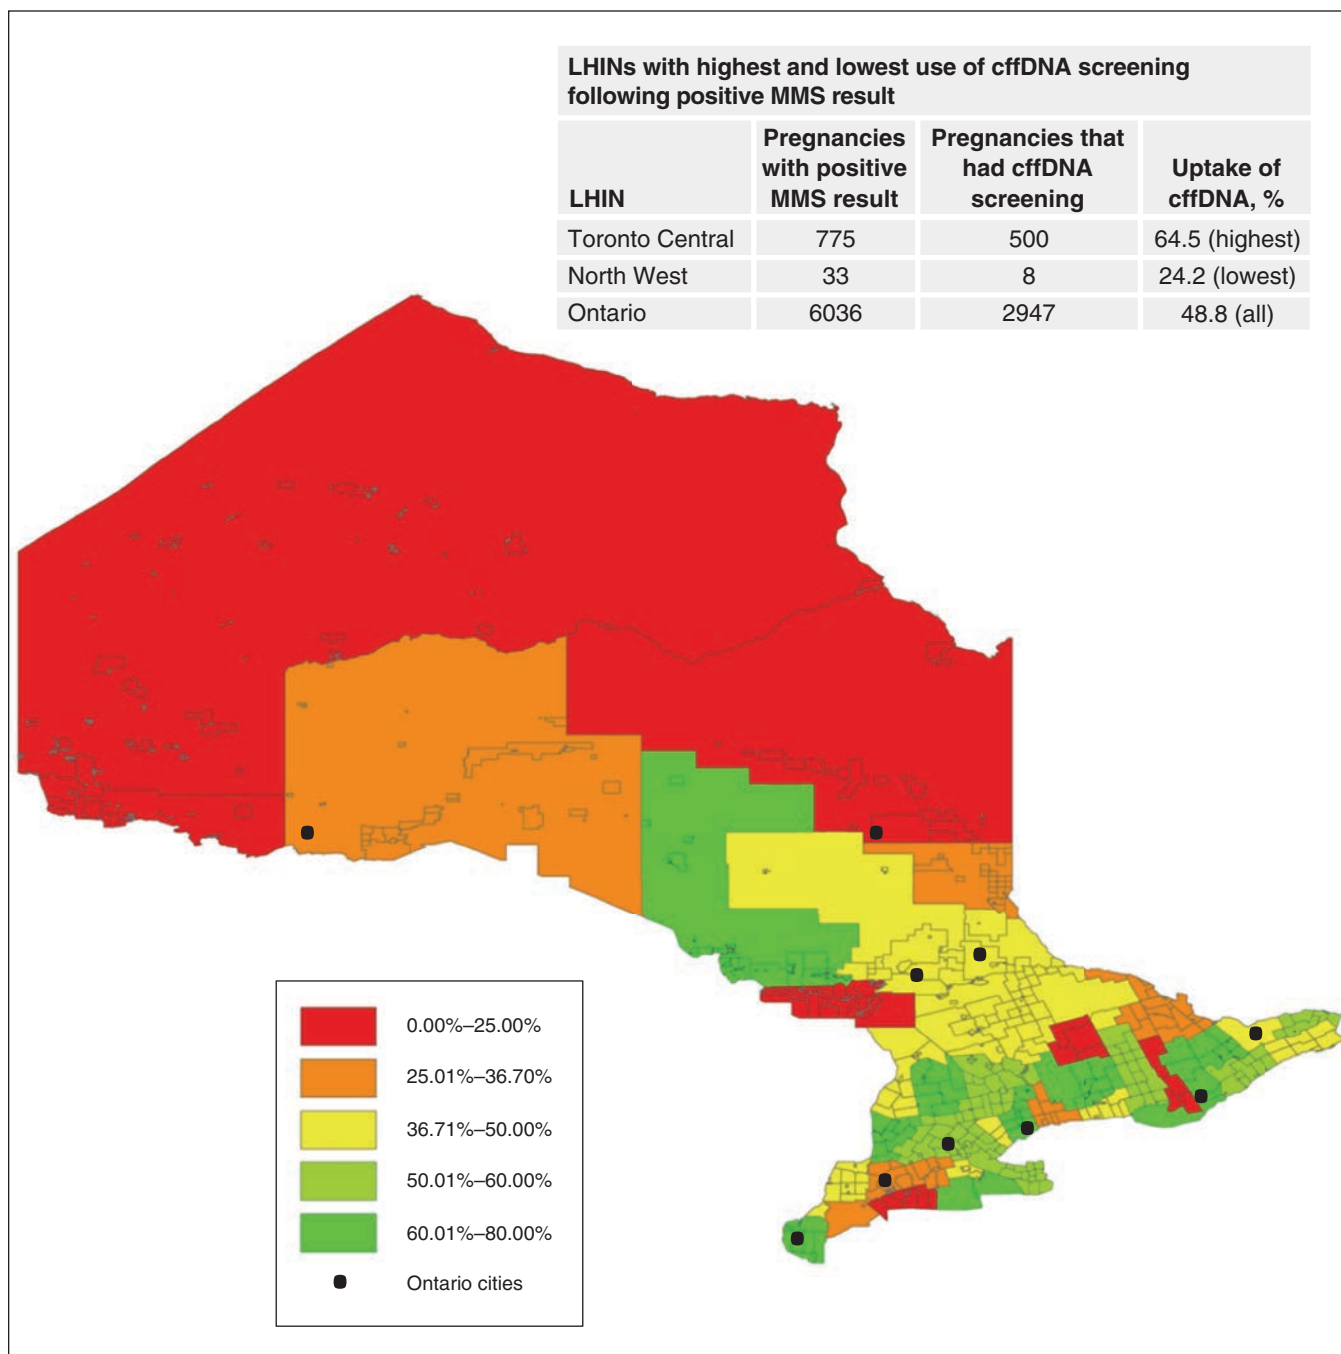 LHINs with highest and lowest use of cffDNA screening
following positive MMS result
LHIN
Pregnancies
with positive
MMS result
Pregnancies that
had cffDNA
screening
Uptake of
cffDNA, %
Toronto Central 775 500 64.5 (highest)
North West 33 8 24.2 (lowest)
Ontario 6036 2947 48.8 (all)
0.00%–25.00%
25.01%–36.70%
36.71%–50.00%
50.01%–60.00%
60.01%–80.00%
Ontario cities